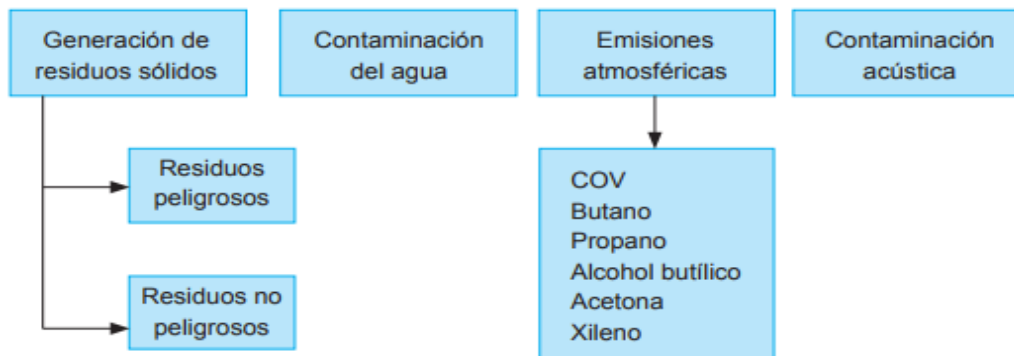 Generación de
residuos sólidos
Contaminación
del agua
Emisiones
atmosféricas
Contaminación
acústica
Residuos
peligrosos
Residuos no
peligrosos
COV
Butano
Propano
Alcohol butílico
Acetona
Xileno